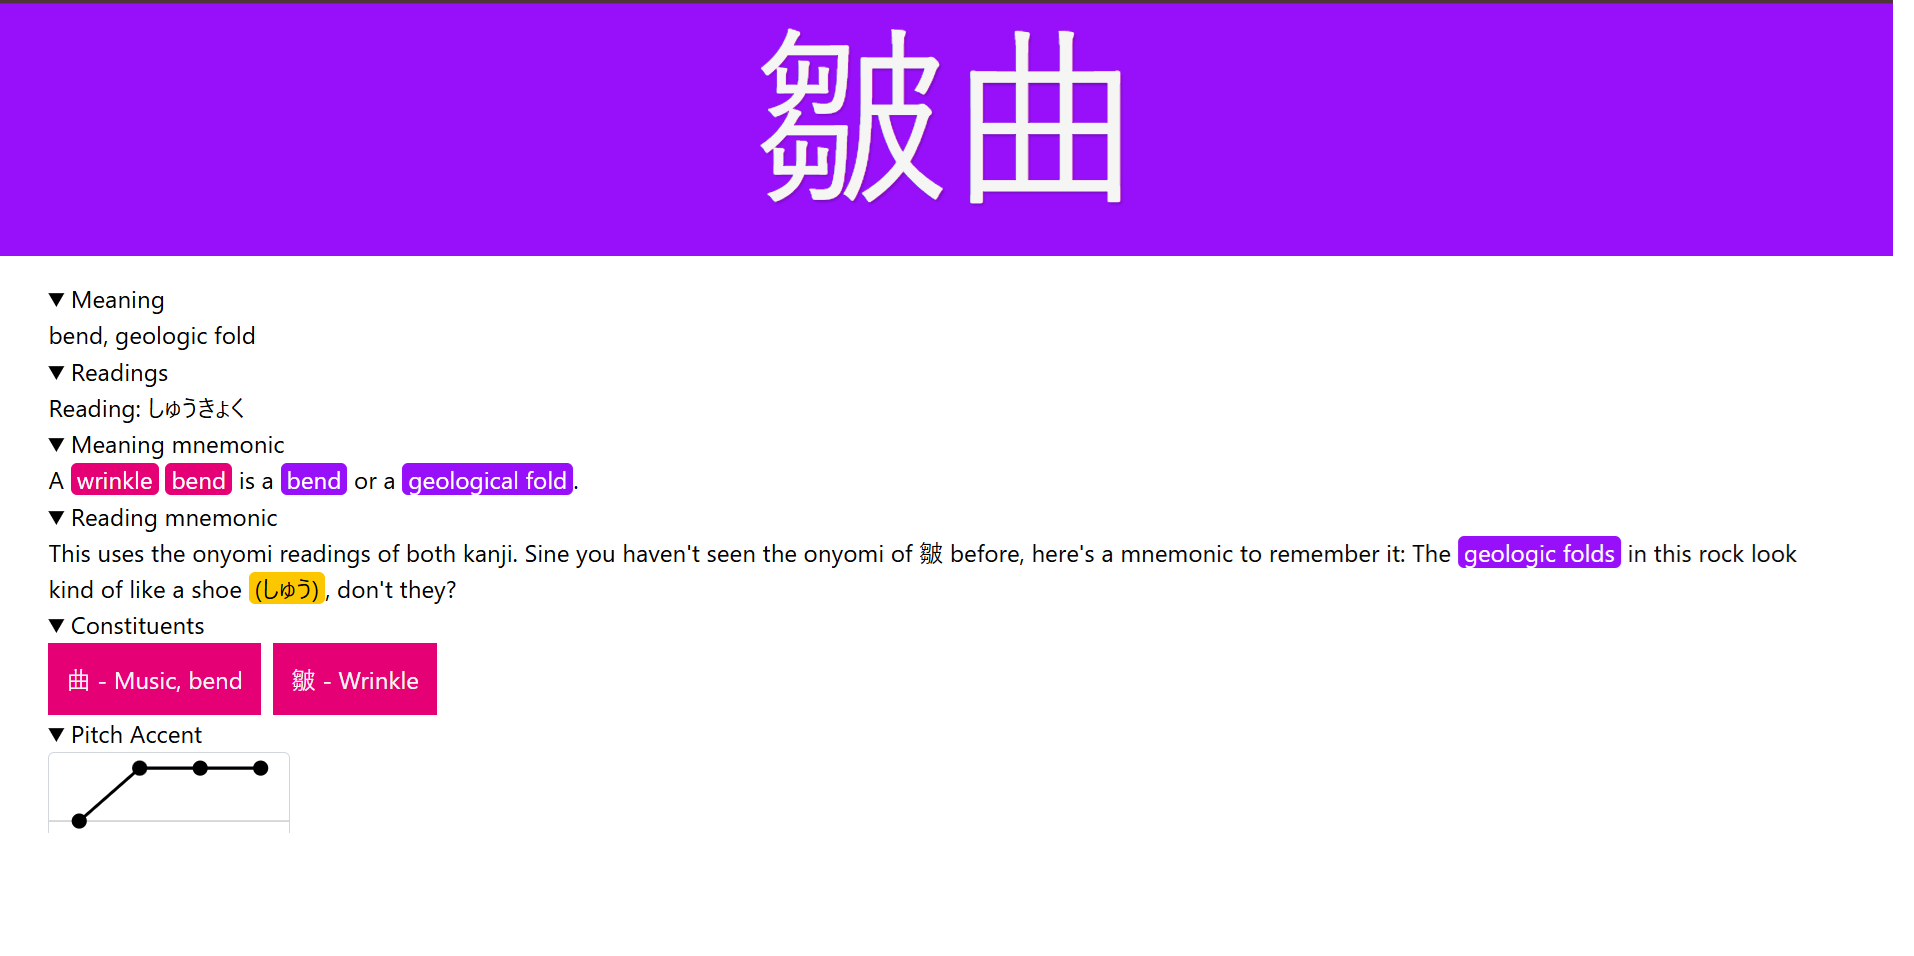 皺曲
▼ Meaning
bend, geologic fold
▼ Readings
Reading: しゅうきょく
▼ Meaning mnemonic
A wrinkle bend is a bend or a geological fold.
▼ Reading mnemonic
This uses the onyomi readings of both kanji. Sine you haven't seen the onyomi of 皺 before, here's a mnemonic to remember it: The geologic folds in this rock look
kind of like a shoe (しゅう), don't they?
▼ Constituents
曲 - Music, bend 皺 - Wrinkle
▼ Pitch Accent